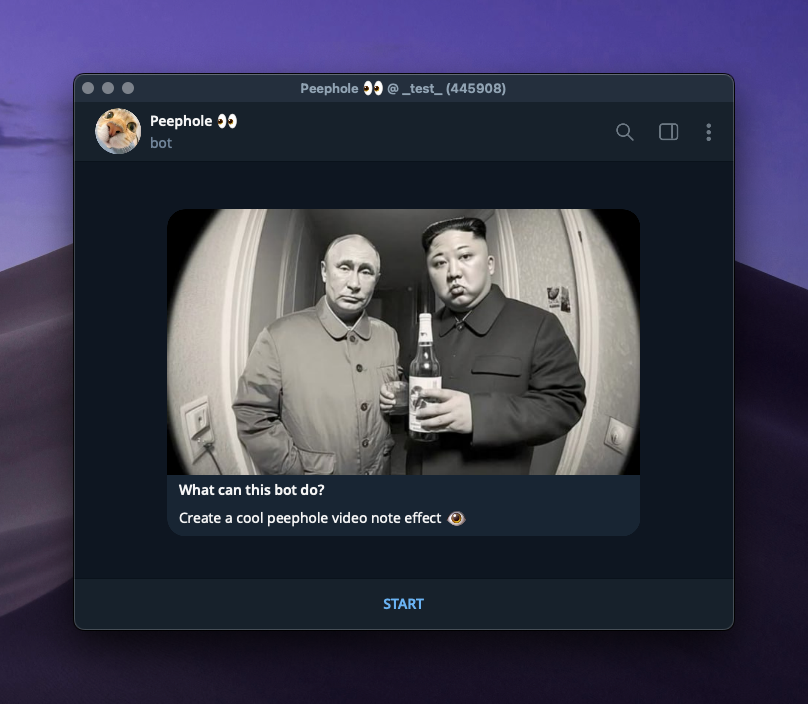 Peephole 👀 @ _test_ (445908)
Peephole 👀
bot
What can this bot do?
Create a cool peephole video note effect 👁️
START